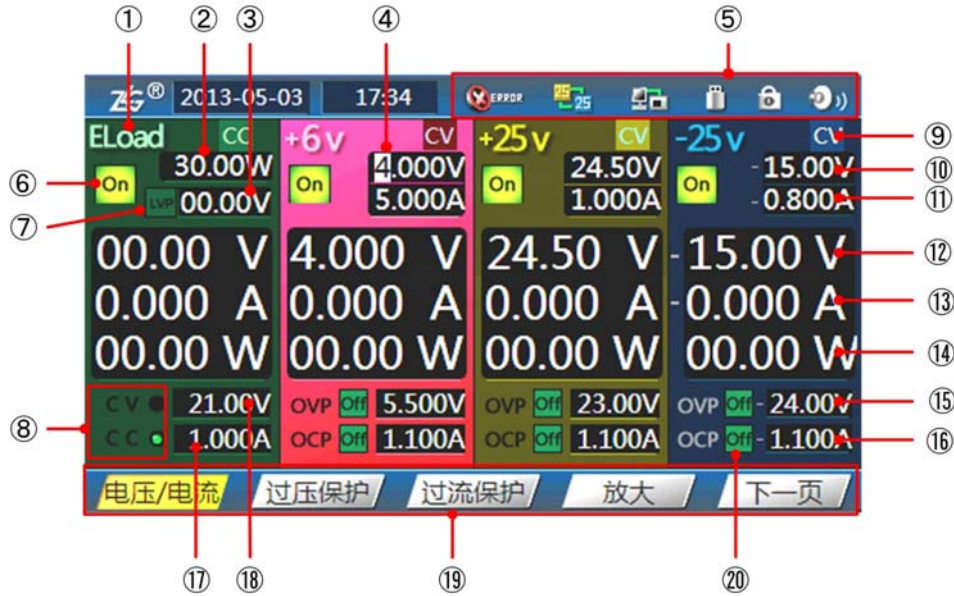 ① ② ③ ④ ⑤
ZLG® 2013-05-03 17:34 ERROR 25 25
ELoad CC +6v CV +25v CV -25v CV ⑨
30.00W 4.000V 24.50V -15.00V ⑩
⑥ On On On On
⑦ LVP 00.00V 5.000A 1.000A -0.800A ⑪
00.00 V 4.000 V 24.50 V -15.00 V ⑫
0.000 A 0.000 A 0.000 A -0.000 A ⑬
00.00 W 00.00 W 00.00 W 00.00 W ⑭
⑧ CV 21.00V OVP Off 5.500V OVP Off 23.00V OVP Off -24.00V ⑮
CC 1.000A OCP Off 1.100A OCP Off 1.100A OCP Off -1.100A ⑯
电压/电流 过压保护 过流保护 放大 下一页
⑰ ⑱ ⑲ ⑳